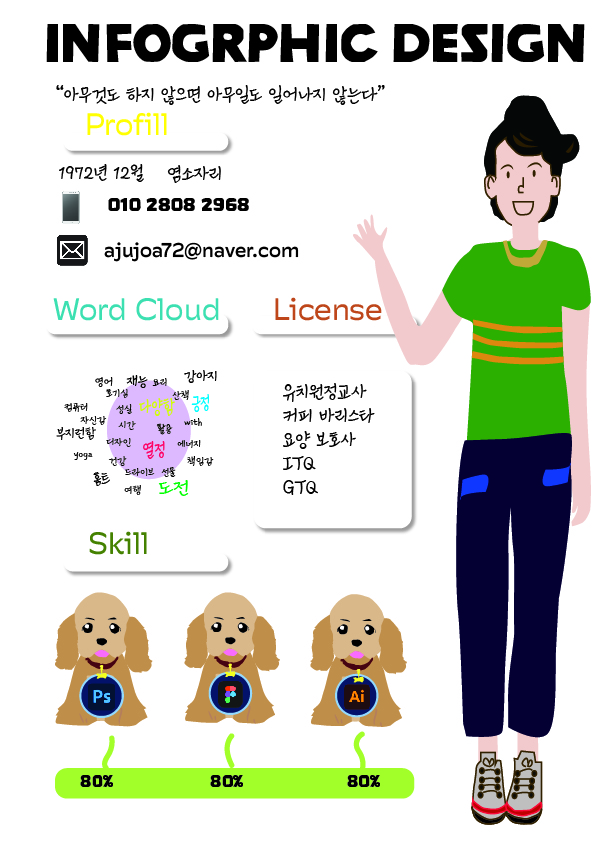 INFOGRPHIC DESIGN
“아무것도 하지 않으면 아무일도 일어나지 않는다”
Profill
1972년 12월 염소자리
010 2808 2968
ajujoa72@naver.com
Word Cloud
License
영어 재능 요리 강아지
호기심 산책
컴퓨터 성실 긍정
자신감 시간 활용 with
부지런함
디자인 열정 에너지
yoga 건강 책임감
홈트 드라이브 선물
여행 도전
유치원정교사
커피 바리스타
요양 보호사
ITQ
GTQ
Skill
Ps
Ai
80% 80% 80%